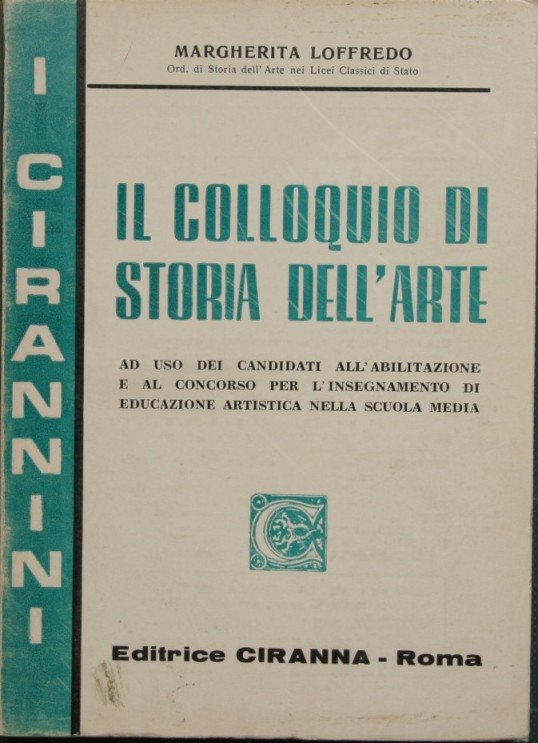 MARGHERITA LOFFREDO
Ord. di Storia dell'Arte nei Licei Classici di Stato
I CIRANNINI
IL COLLOQUIO DI
STORIA DELL'ARTE
AD USO DEI CANDIDATI ALL'ABILITAZIONE
E AL CONCORSO PER L'INSEGNAMENTO DI
EDUCAZIONE ARTISTICA NELLA SCUOLA MEDIA
C
Editrice CIRANNA - Roma